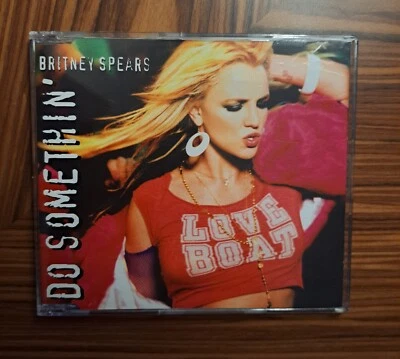 BRITNEY SPEARS
DO SOMETHIN'
LOVE
BOAT